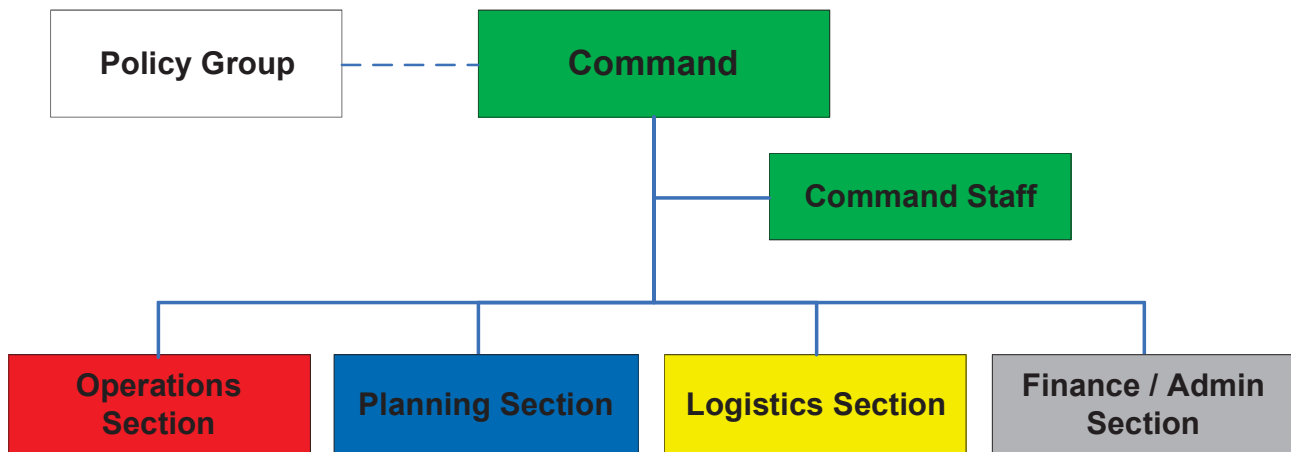 Policy Group
Command
Command Staff
Operations
Section
Planning Section
Logistics Section
Finance / Admin
Section